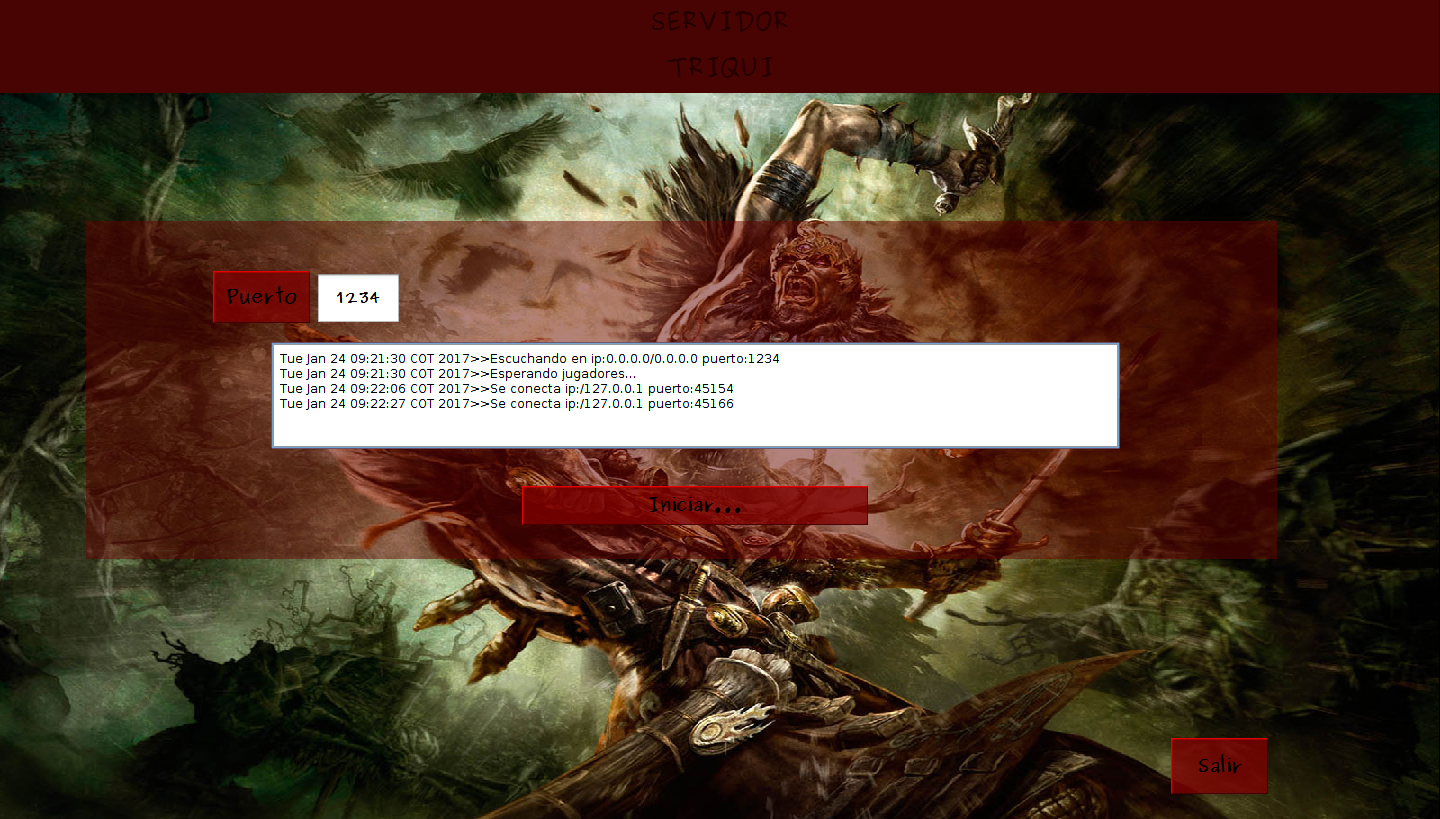 SERVIDOR
TRIQUI
Puerto 1234
Tue Jan 24 09:21:30 COT 2017>>Escuchando en ip:0.0.0.0/0.0.0.0 puerto:1234
Tue Jan 24 09:21:30 COT 2017>>Esperando jugadores...
Tue Jan 24 09:22:06 COT 2017>>Se conecta ip:/127.0.0.1 puerto:45154
Tue Jan 24 09:22:27 COT 2017>>Se conecta ip:/127.0.0.1 puerto:45166
Iniciar...
Salir